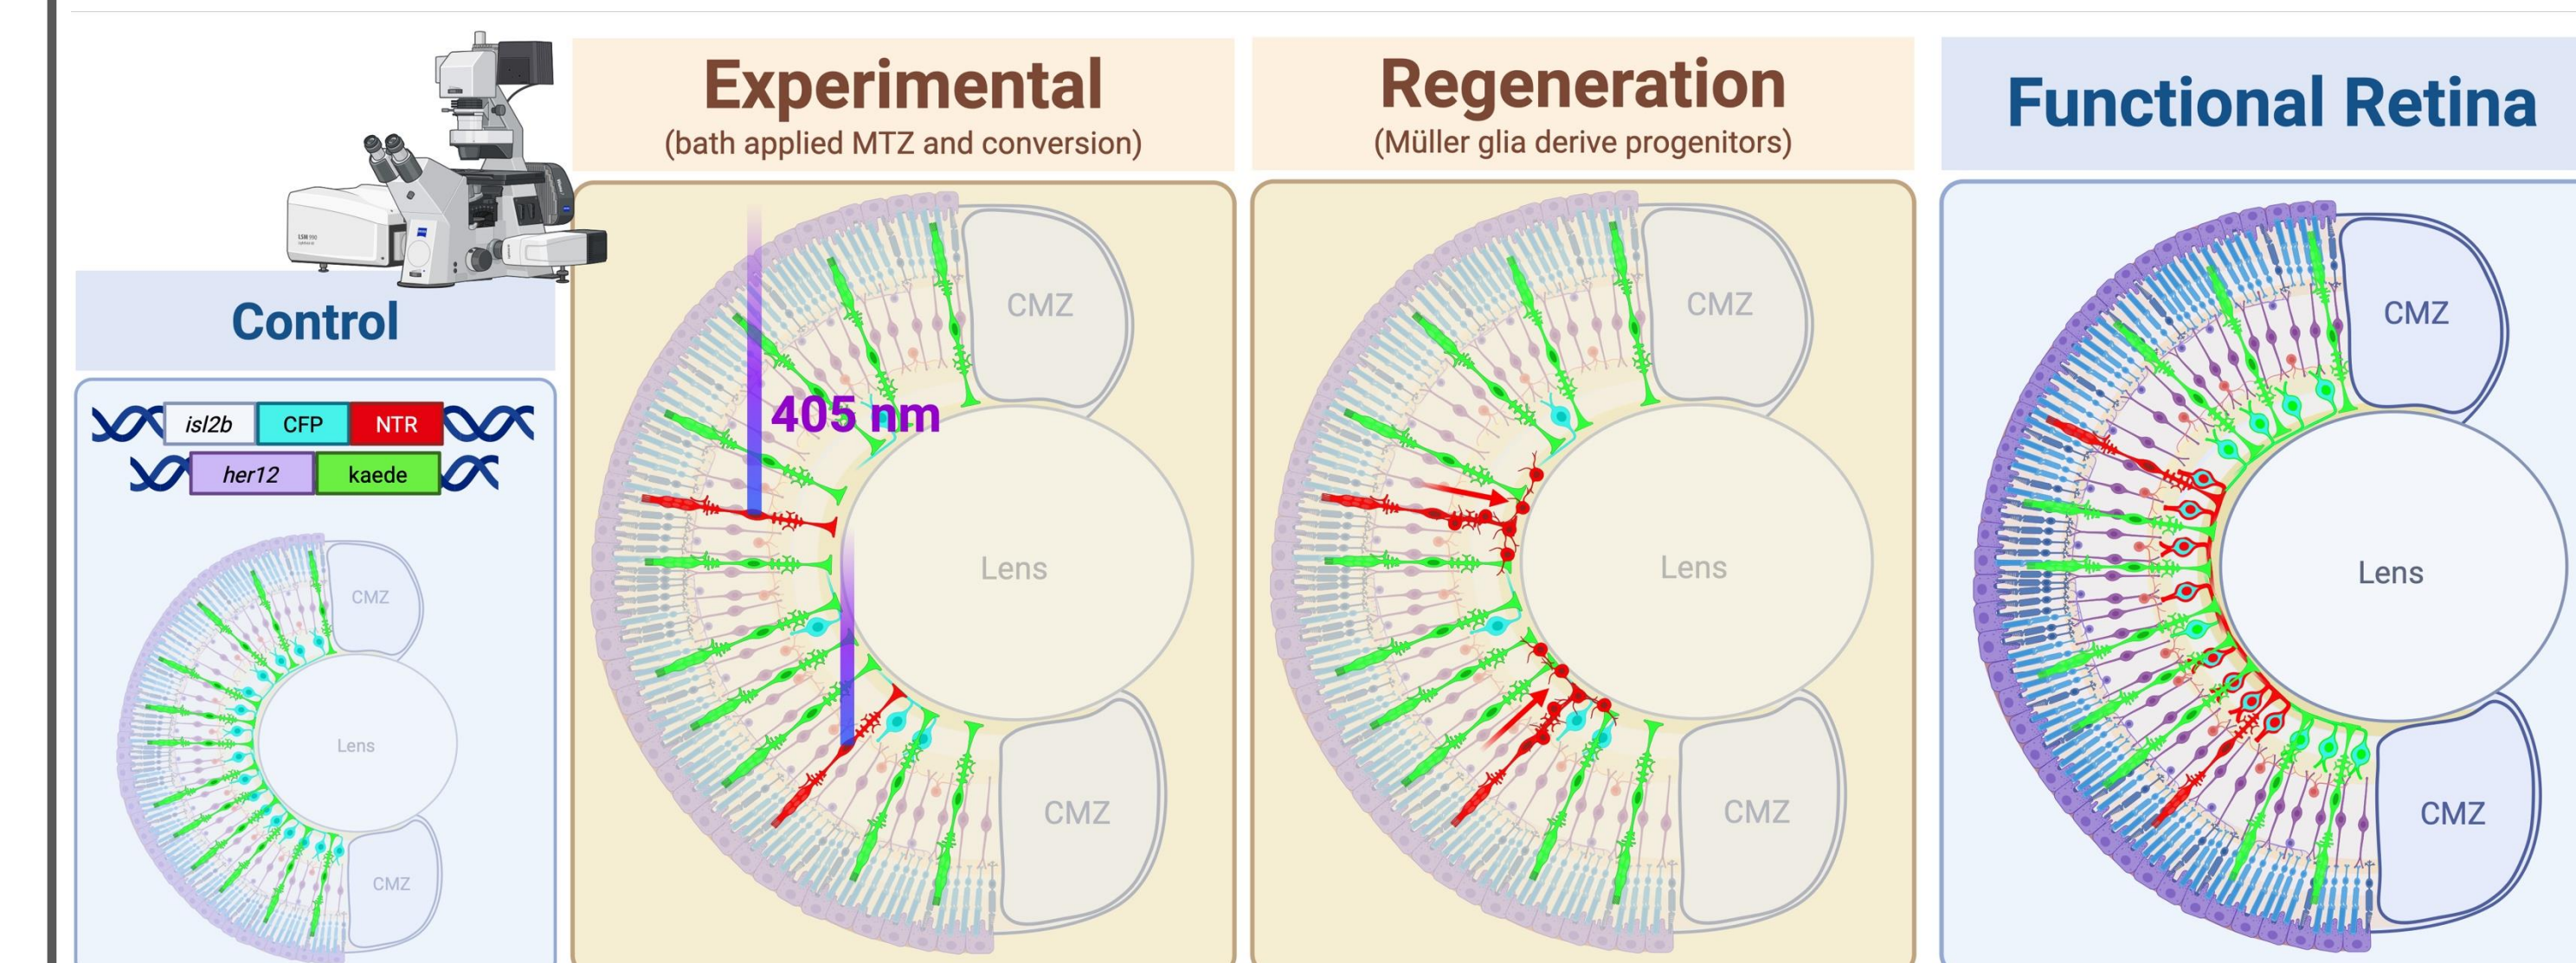 Experimental
(bath applied MTZ and conversion)
Regeneration
(Müller glia derive progenitors)
Functional Retina
Control
isl2b CFP NTR
her12 kaede
CMZ
Lens
CMZ
CMZ
405 nm
Lens
CMZ
CMZ
Lens
CMZ
CMZ
Lens
CMZ